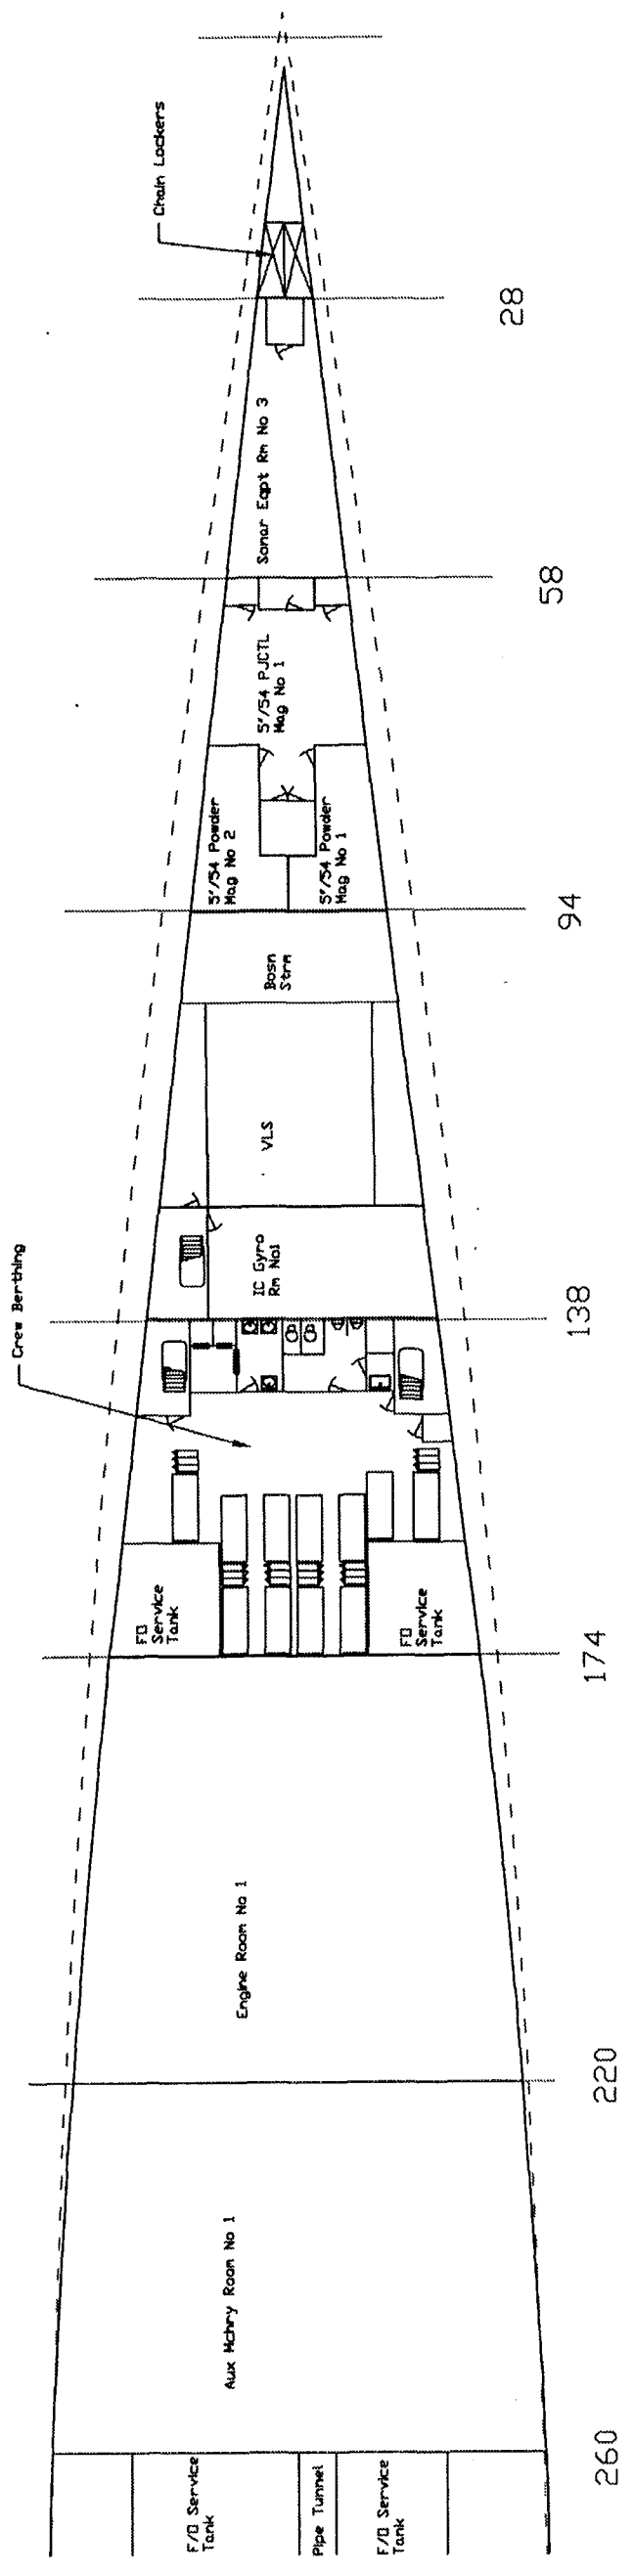 Chain Lockers
28
Sonar Eqpt Rm No 3
58
5"/54 PJCTL
Mag No 1
5"/54 Powder
Mag No 2
5"/54 Powder
Mag No 1
94
Bosn
Strm
VLS
Crew Berthing
IC Gyro
Rm No1
138
FO
Service
Tank
FO
Service
Tank
174
Engine Room No 1
220
Aux Mchry Room No 1
260
F/O Service
Tank
Pipe Tunnel
F/O Service
Tank